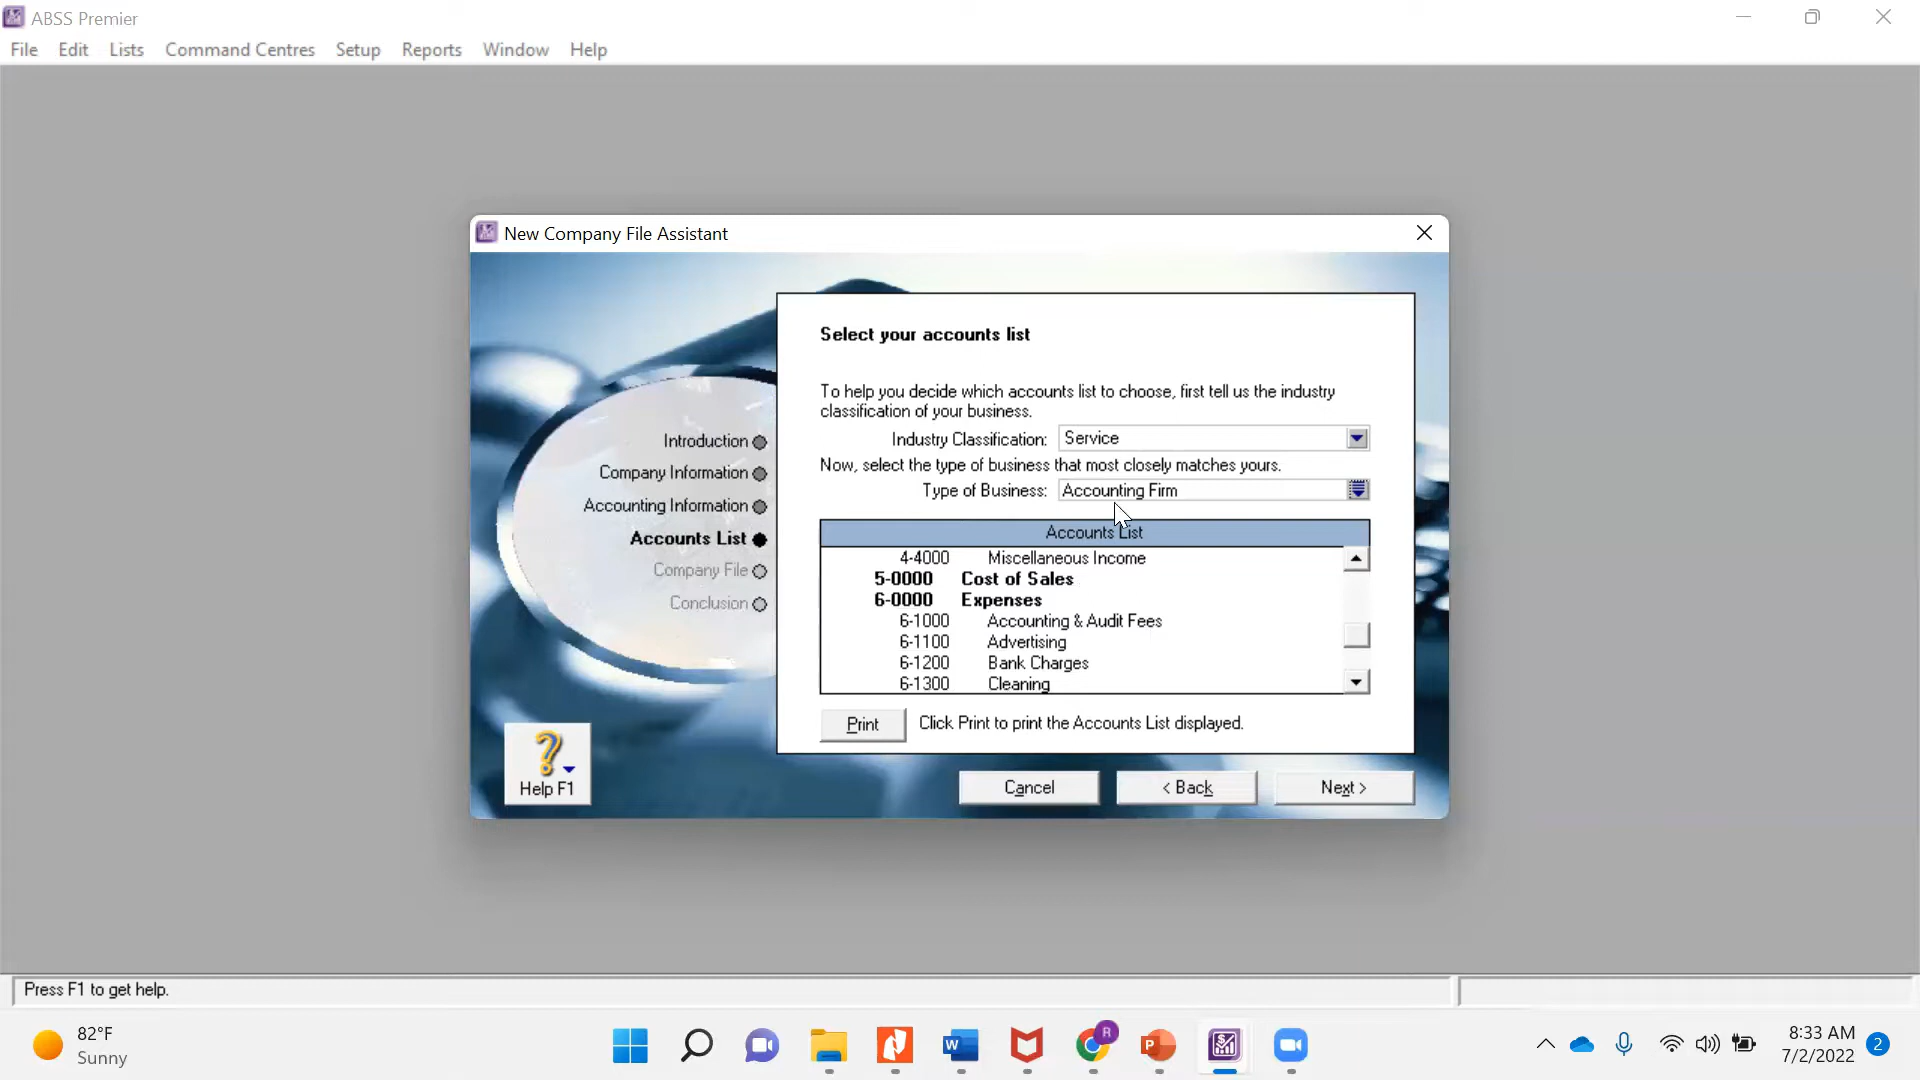 ABSS Premier
File Edit Lists Command Centres Setup Reports Window Help
New Company File Assistant
Select your accounts list
To help you decide which accounts list to choose, first tell us the industry
classification of your business.
Industry Classification: Service
Now, select the type of business that most closely matches yours.
Type of Business: Accounting Firm
Introduction
Company Information
Accounting Information
Accounts List
Company File
Conclusion
Accounts List
4-4000 Miscellaneous Income
5-0000 Cost of Sales
6-0000 Expenses
6-1000 Accounting & Audit Fees
6-1100 Advertising
6-1200 Bank Charges
6-1300 Cleaning
Print Click Print to print the Accounts List displayed.
Help F1
Cancel < Back Next >
Press F1 to get help.
82°F
Sunny
W
R
P
8:33 AM
7/2/2022
2